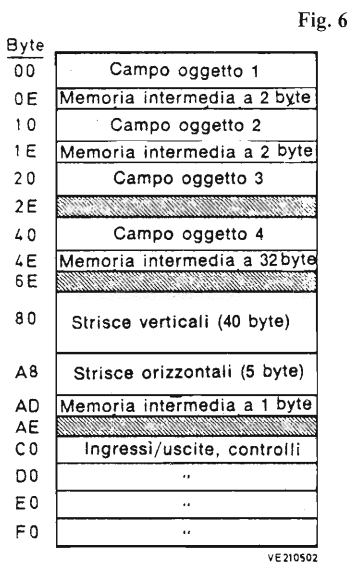 Fig. 6
Byte
00 Campo oggetto 1
0E Memoria intermedia a 2 byte
10 Campo oggetto 2
1E Memoria intermedia a 2 byte
20 Campo oggetto 3
2E
40 Campo oggetto 4
4E Memoria intermedia a 32 byte
6E
80 Strisce verticali (40 byte)
A8 Strisce orizzontali (5 byte)
AD Memoria intermedia a 1 byte
AE
C0 Ingressi/uscite, controlli
D0 "
E0 "
F0 "
VE210502